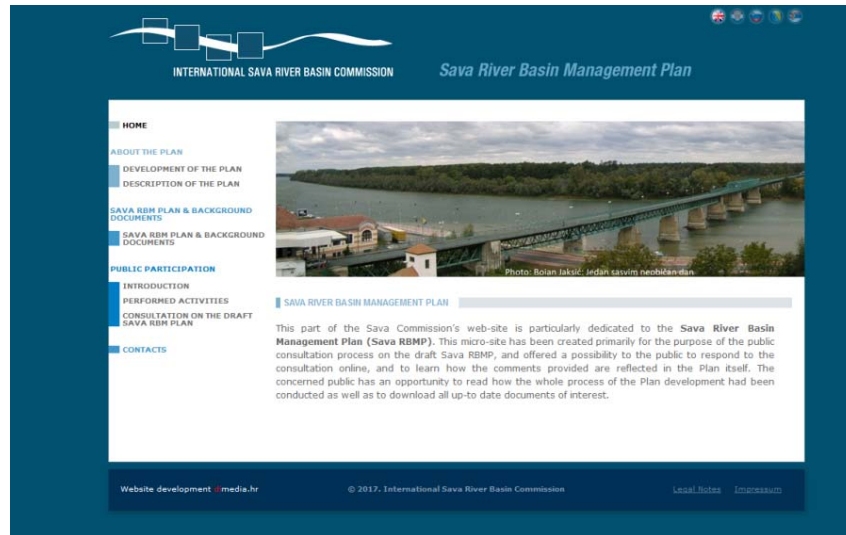 INTERNATIONAL SAVA RIVER BASIN COMMISSION
Sava River Basin Management Plan
HOME
ABOUT THE PLAN
DEVELOPMENT OF THE PLAN
DESCRIPTION OF THE PLAN
SAVA RBM PLAN & BACKGROUND
DOCUMENTS
SAVA RBM PLAN & BACKGROUND
DOCUMENTS
PUBLIC PARTICIPATION
INTRODUCTION
PERFORMED ACTIVITIES
CONSULTATION ON THE DRAFT
SAVA RBM PLAN
CONTACTS
Photo: Bojan Jaksić: Jedan sasvim neobičan dan
SAVA RIVER BASIN MANAGEMENT PLAN
This part of the Sava Commission's web-site is particularly dedicated to the Sava River Basin
Management Plan (Sava RBMP). This micro-site has been created primarily for the purpose of the public
consultation process on the draft Sava RBMP, and offered a possibility to the public to respond to the
consultation online, and to learn how the comments provided are reflected in the Plan itself. The
concerned public has an opportunity to read how the whole process of the Plan development had been
conducted as well as to download all up-to date documents of interest.
Website development dimedia.hr
© 2017. International Sava River Basin Commission
Legal Notes Impressum